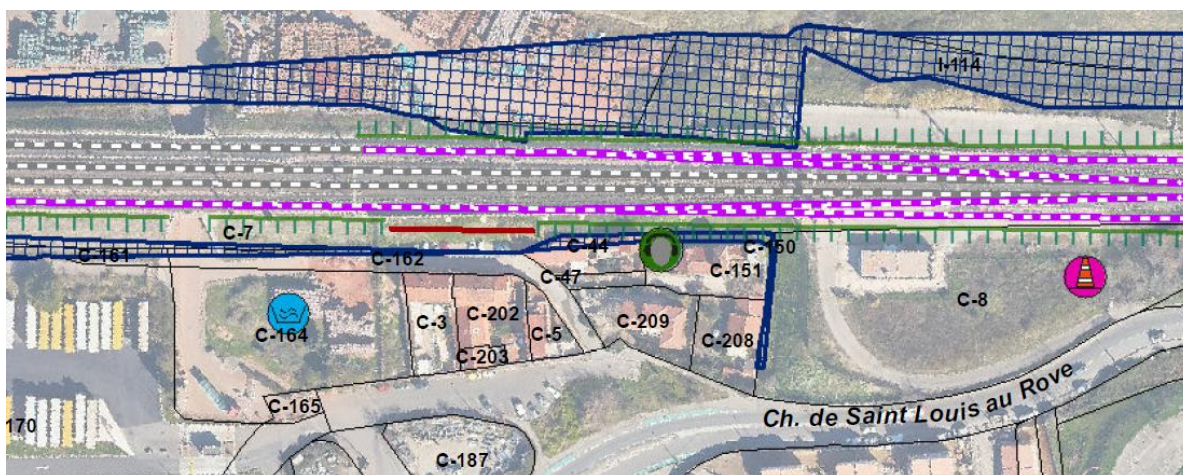 I-114
C-7
C-44
C-150
C-161
C-162
C-47
C-151
C-8
C-3
C-202
C-209
C-164
C-5
C-208
C-203
Ch. de Saint Louis au Rove
C-165
170
C-187